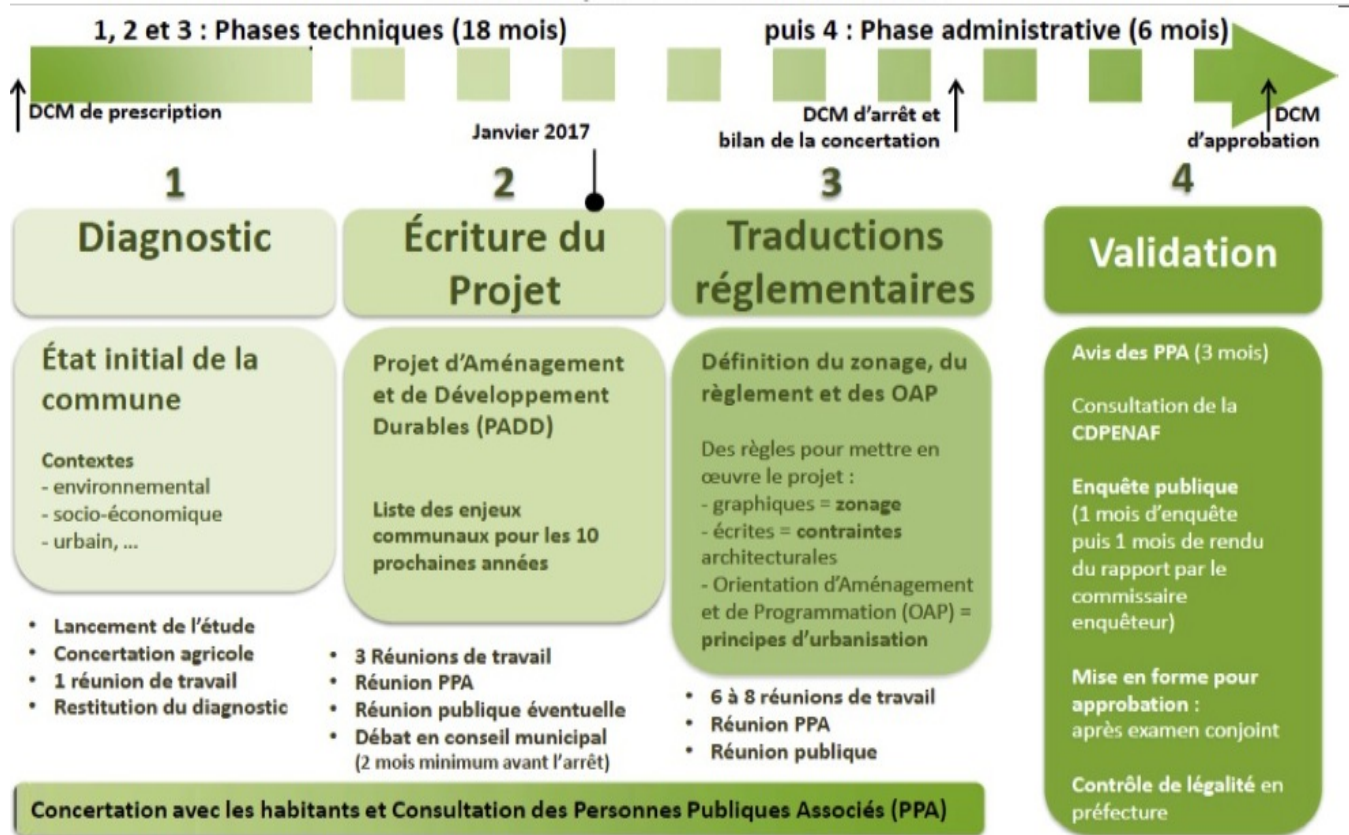 1, 2 et 3 : Phases techniques (18 mois)
puis 4 : Phase administrative (6 mois)
DCM de prescription
Janvier 2017
DCM d'arrêt et
bilan de la concertation
DCM
d'approbation
1
Diagnostic
État initial de la
commune
Contextes
- environnemental
- socio-économique
- urbain, ...
• Lancement de l'étude
• Concertation agricole
• 1 réunion de travail
• Restitution du diagnostic
2
Écriture du
Projet
Projet d'Aménagement
et de Développement
Durables (PADD)
Liste des enjeux
communaux pour les 10
prochaines années
• 3 Réunions de travail
• Réunion PPA
• Réunion publique éventuelle
• Débat en conseil municipal
(2 mois minimum avant l'arrêt)
3
Traductions
réglementaires
Définition du zonage, du
règlement et des OAP
Des règles pour mettre en
œuvre le projet :
- graphiques = zonage
- écrites = contraintes
architecturales
- Orientation d'Aménagement
et de Programmation (OAP) =
principes d'urbanisation
• 6 à 8 réunions de travail
• Réunion PPA
• Réunion publique
4
Validation
Avis des PPA (3 mois)
Consultation de la
CDPENAF
Enquête publique
(1 mois d'enquête
puis 1 mois de rendu
du rapport par le
commissaire
enquêteur)
Mise en forme pour
approbation :
après examen conjoint
Contrôle de légalité en
préfecture
Concertation avec les habitants et Consultation des Personnes Publiques Associés (PPA)